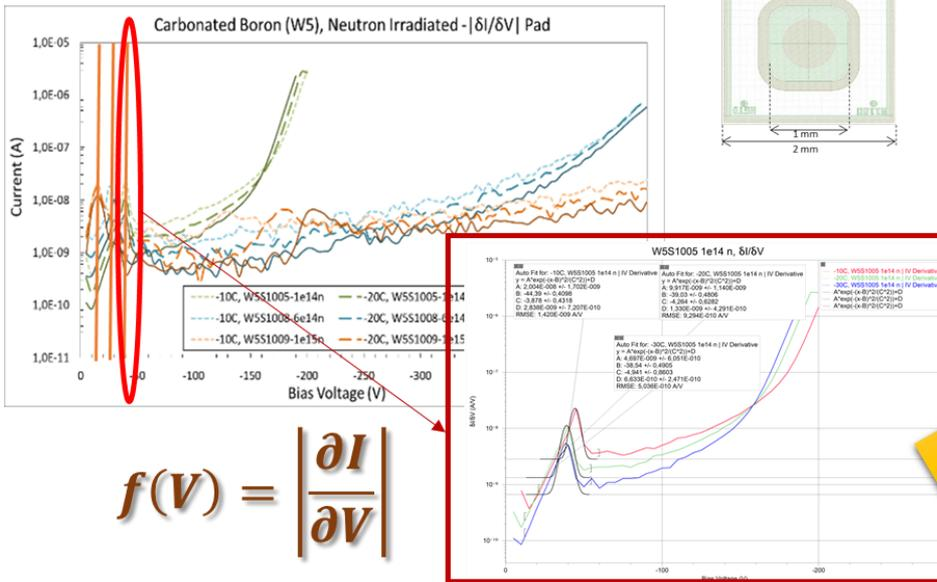 Carbonated Boron (W5), Neutron Irradiated -|δI/δV| Pad
1,0E-05
1,0E-06
1,0E-07
1,0E-08
1,0E-09
1,0E-10
1,0E-11
Current (A)
-10C, W5S1005-1e14n
-20C, W5S1005-1e14
-10C, W5S1008-6e14n
-20C, W5S1008-6e14
-10C, W5S1009-1e15n
-20C, W5S1009-1e15
0
-50
-100
-150
-200
-250
-300
Bias Voltage (V)
1 mm
2 mm
f(V) = |∂I/∂V|
W5S1005 1e14 n, δI/δV
Auto Fit for: -10C, W5S1005 1e14 n | IV Derivative
y = A*exp(-(x-B)^2/(C^2))+D
A: 2,004E-008 +/- 1,702E-009
B: -44,39 +/- 0,4098
C: -3,878 +/- 0,4318
D: 2,838E-009 +/- 7,207E-010
RMSE: 1,420E-009 A/V
Auto Fit for: -20C, W5S1005 1e14 n | IV Derivative
y = A*exp(-(x-B)^2/(C^2))+D
A: 9,917E-009 +/- 1,140E-009
B: -39,03 +/- 0,4806
C: -4,264 +/- 0,6282
D: 1,330E-009 +/- 4,291E-010
RMSE: 9,294E-010 A/V
Auto Fit for: -30C, W5S1005 1e14 n | IV Derivative
y = A*exp(-(x-B)^2/(C^2))+D
A: 4,697E-009 +/- 6,051E-010
B: -38,54 +/- 0,4905
C: -4,941 +/- 0,8603
D: 6,633E-010 +/- 2,471E-010
RMSE: 5,036E-010 A/V
-10C, W5S1005 1e14 n | IV Derivativ
-20C, W5S1005 1e14 n | IV Derivativ
-30C, W5S1005 1e14 n | IV Derivativ
A*exp(-(x-B)^2/(C^2))+D
A*exp(-(x-B)^2/(C^2))+D
A*exp(-(x-B)^2/(C^2))+D
δI/δV (A/V)
0
-100
-200
Bias Voltage (V)